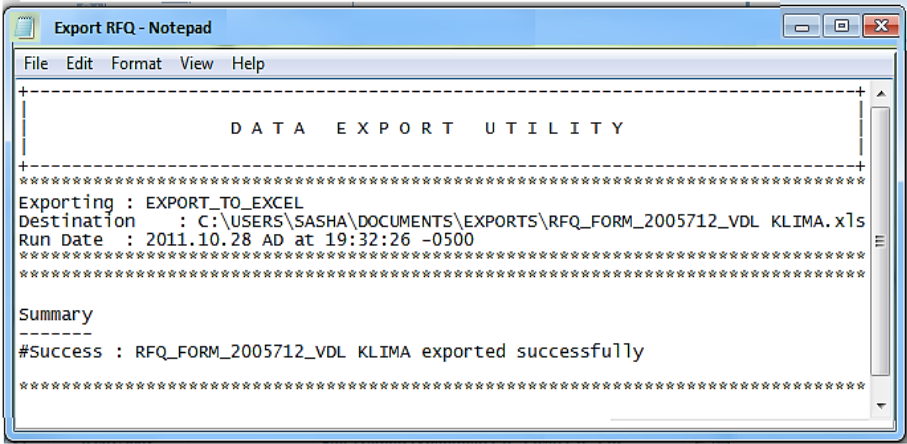 Export RFQ - Notepad
File Edit Format View Help
+------------------------------------------------------------------------------+
| |
| D A T A   E X P O R T   U T I L I T Y |
| |
+------------------------------------------------------------------------------+
********************************************************************************
Exporting : EXPORT_TO_EXCEL
Destination    : C:\USERS\SASHA\DOCUMENTS\EXPORTS\RFQ_FORM_2005712_VDL KLIMA.xls
Run Date  : 2011.10.28 AD at 19:32:26 -0500
********************************************************************************
********************************************************************************
Summary
-------
#Success : RFQ_FORM_2005712_VDL KLIMA exported successfully
********************************************************************************